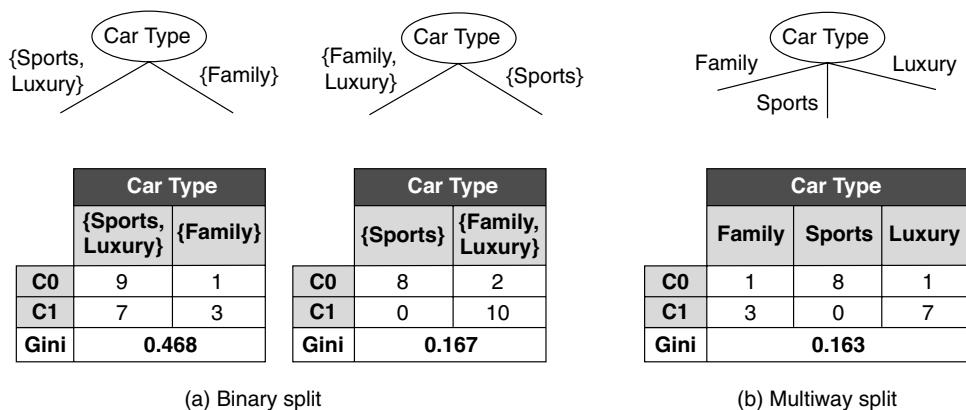 Car Type
{Sports,
Luxury}
{Family}
Car Type
{Family,
Luxury}
{Sports}
Car Type
Family
Sports
Luxury
Car Type
{Sports,
Luxury}
{Family}
C0 9 1
C1 7 3
Gini 0.468
Car Type
{Sports}
{Family,
Luxury}
C0 8 2
C1 0 10
Gini 0.167
Car Type
Family Sports Luxury
C0 1 8 1
C1 3 0 7
Gini 0.163
(a) Binary split
(b) Multiway split